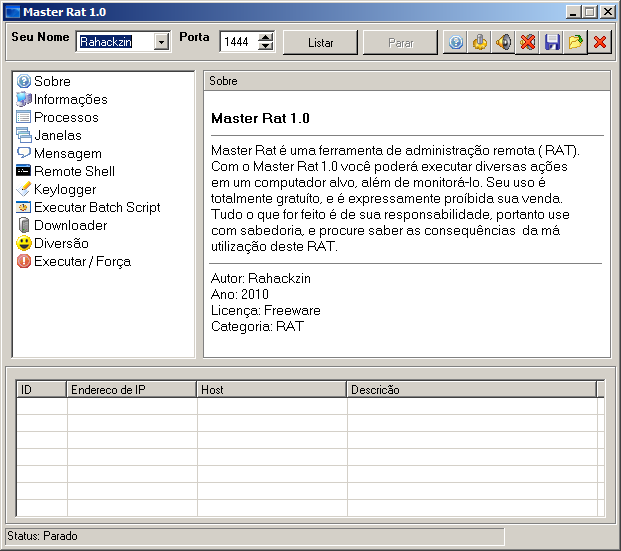 Master Rat 1.0
Seu Nome Rahackzin Porta 1444 Listar Parar
Sobre
Informações
Processos
Janelas
Mensagem
Remote Shell
Keylogger
Executar Batch Script
Downloader
Diversão
Executar / Força
Sobre
Master Rat 1.0
Master Rat é uma ferramenta de administração remota ( RAT).
Com o Master Rat 1.0 você poderá executar diversas ações
em um computador alvo, além de monitorá-lo. Seu uso é
totalmente gratuíto, e é expressamente proíbida sua venda.
Tudo o que for feito é de sua responsabilidade, portanto use
com sabedoria, e procure saber as consequências  da má
utilização deste RAT.
Autor: Rahackzin
Ano: 2010
Licença: Freeware
Categoria: RAT
ID Endereco de IP Host Descricão
Status: Parado